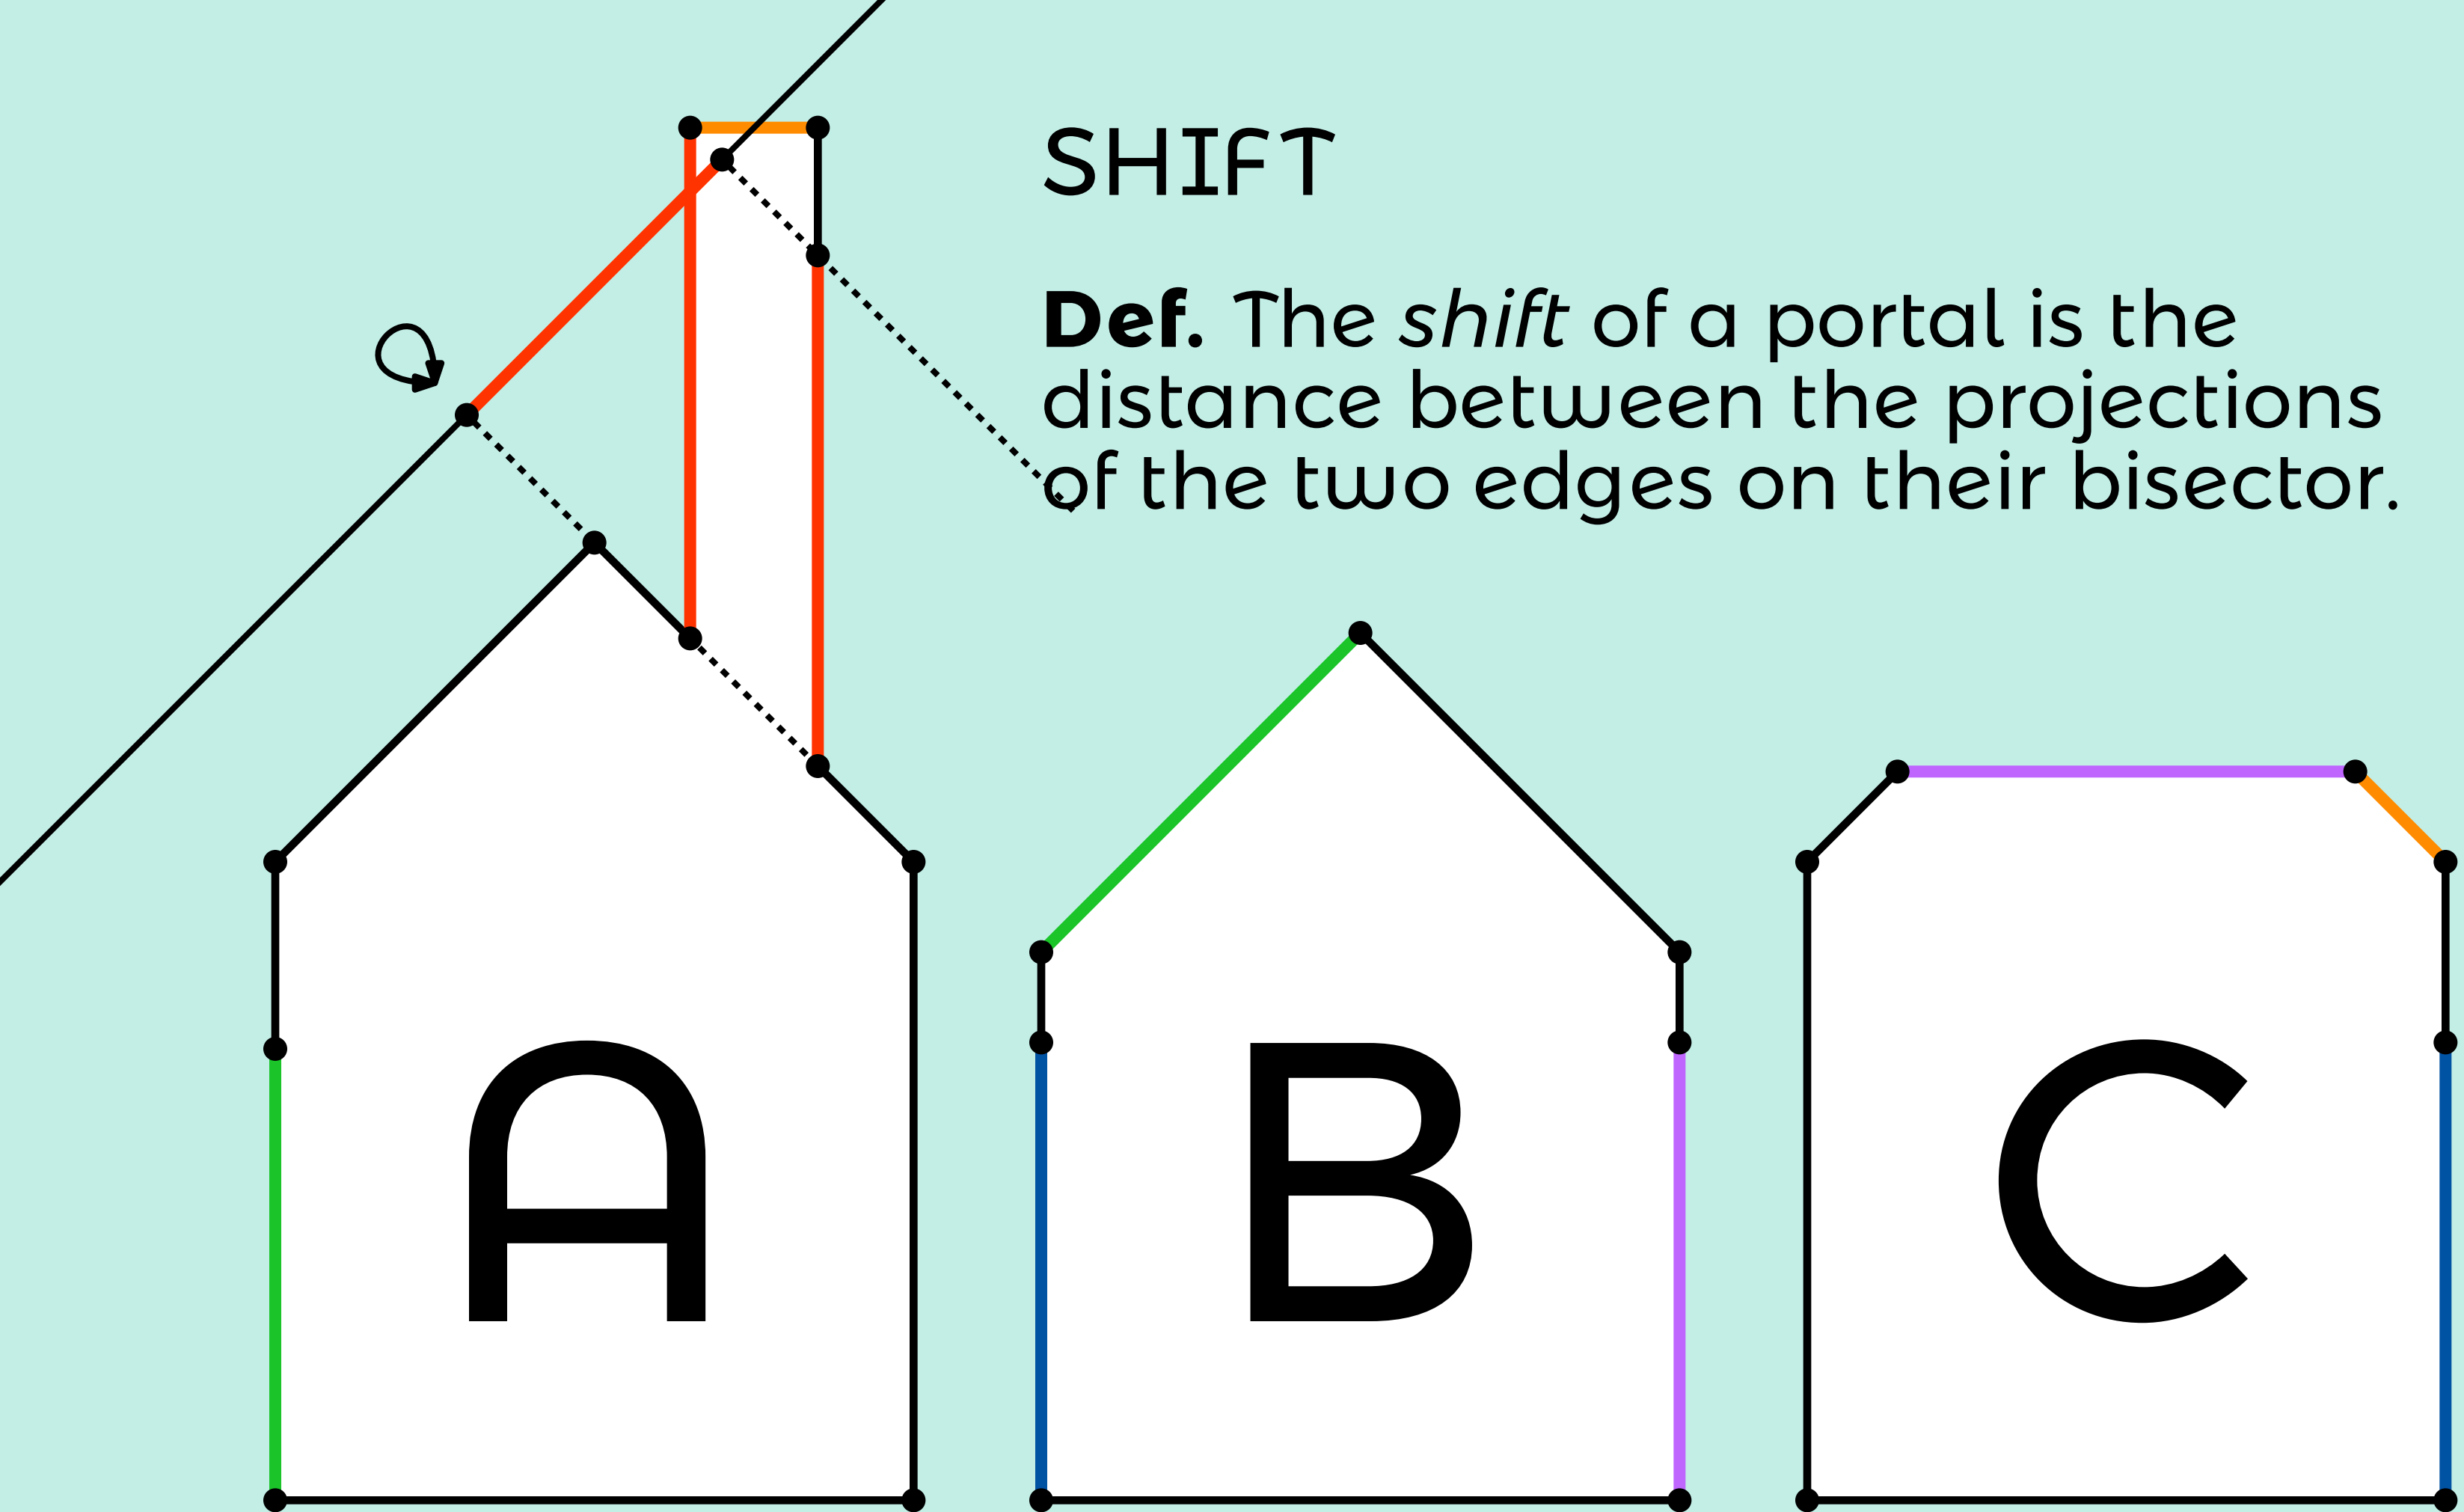 SHIFT
Def. The shift of a portal is the
distance between the projections
of the two edges on their bisector.
A B C